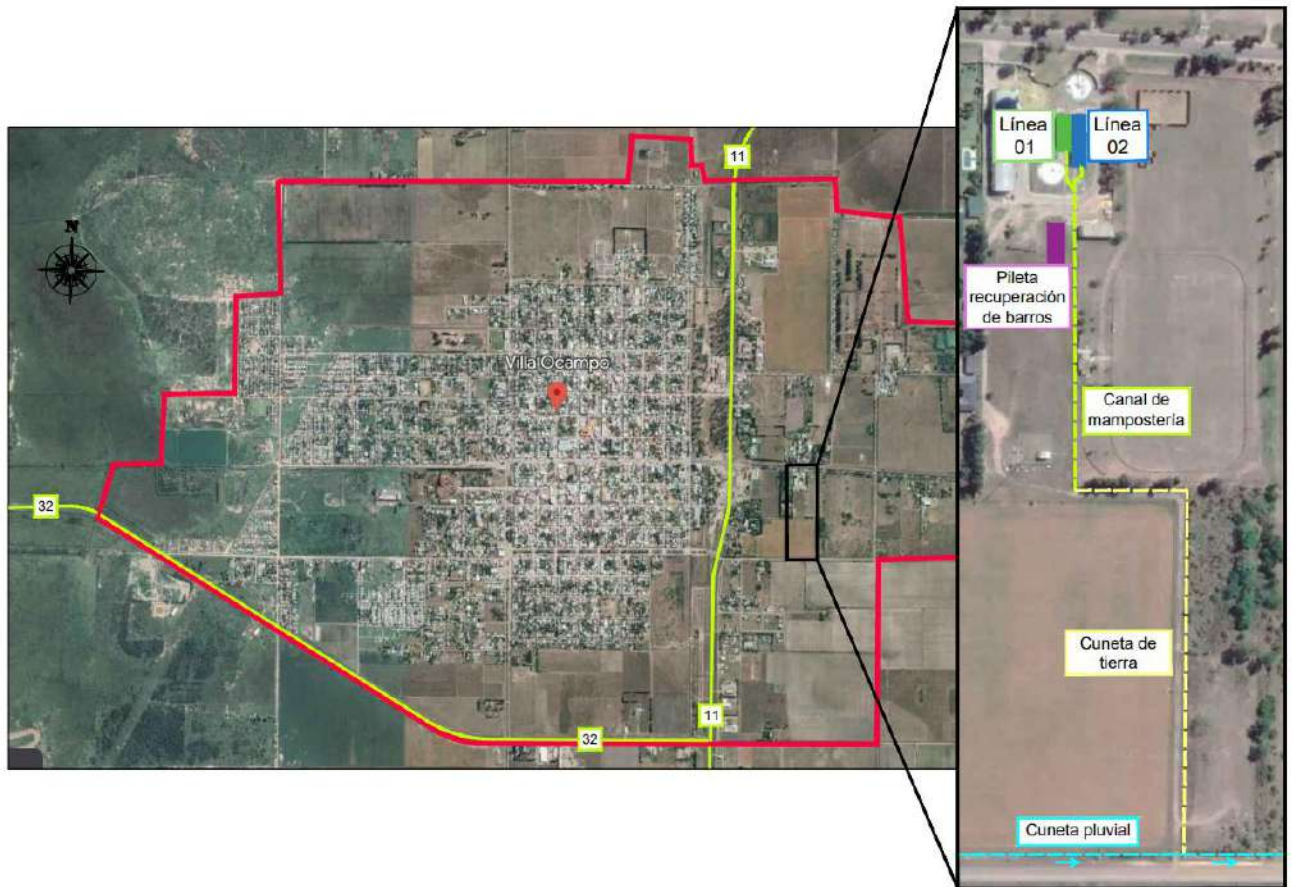 N
11
Villa Ocampo
32
11
32
Línea
01
Línea
02
Pileta
recuperación
de barros
Canal de
mampostería
Cuneta de
tierra
Cuneta pluvial